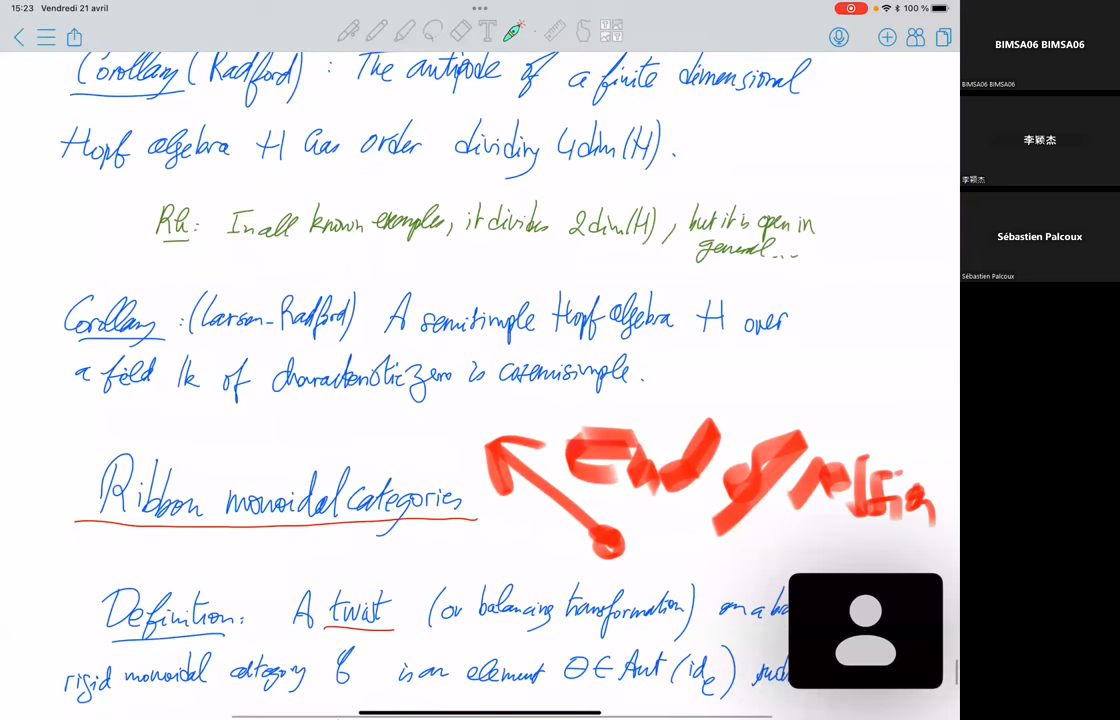 15:23 Vendredi 21 avril
100 %
Corollary (Radford) : The antipode of a finite dimensional
Hopf algebra H has order dividing 4dim(H).
Rk: In all known examples, it divides 2dim(H), but it is open in
general...
Corollary : (Larson-Radford) A semisimple Hopf algebra H over
a field k of characteristic zero is cosemisimple.
Ribbon monoidal categories
End of
Definition: A twist (or balancing transformation) on a
rigid monoidal category C is an element θ ∈ Aut(id_C)
BIMSA06 BIMSA06
BIMSA06 BIMSA06
李颖杰
李颖杰
Sébastien Palcoux
Sébastien Palcoux